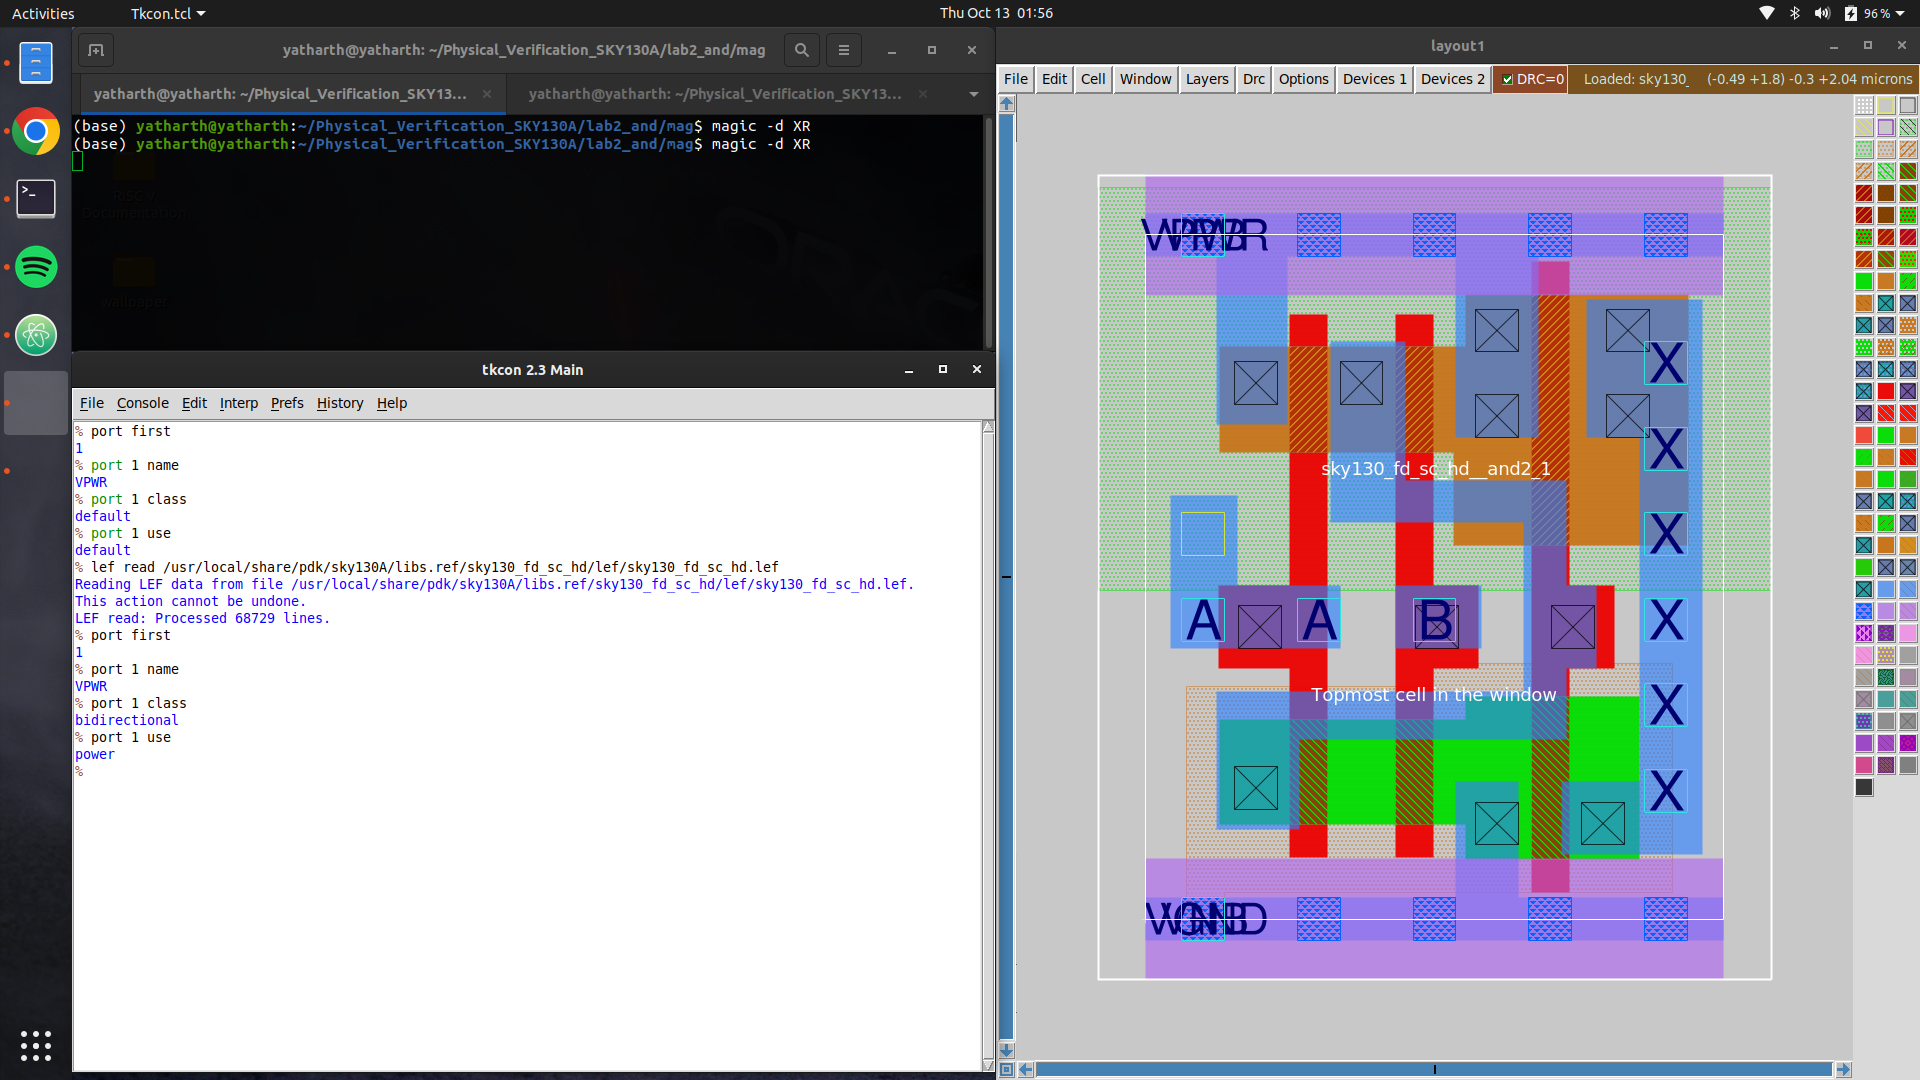 Activities
Tkcon.tcl
Thu Oct 13 01:56
96 %
yatharth@yatharth: ~/Physical_Verification_SKY130A/lab2_and/mag
yatharth@yatharth: ~/Physical_Verification_SKY13...
yatharth@yatharth: ~/Physical_Verification_SKY13...
(base) yatharth@yatharth:~/Physical_Verification_SKY130A/lab2_and/mag$ magic -d XR
(base) yatharth@yatharth:~/Physical_Verification_SKY130A/lab2_and/mag$ magic -d XR
RISC V
Documentation
wallpaper
tkcon 2.3 Main
File Console Edit Interp Prefs History Help
% port first
1
% port 1 name
VPWR
% port 1 class
default
% port 1 use
default
% lef read /usr/local/share/pdk/sky130A/libs.ref/sky130_fd_sc_hd/lef/sky130_fd_sc_hd.lef
Reading LEF data from file /usr/local/share/pdk/sky130A/libs.ref/sky130_fd_sc_hd/lef/sky130_fd_sc_hd.lef.
This action cannot be undone.
LEF read: Processed 68729 lines.
% port first
1
% port 1 name
VPWR
% port 1 class
bidirectional
% port 1 use
power
%
layout1
File Edit Cell Window Layers Drc Options Devices 1 Devices 2 DRC=0 Loaded: sky130_ (-0.49 +1.8) -0.3 +2.04 microns
X
X
sky130_fd_sc_hd__and2_1
X
A A B X
Topmost cell in the window
X
X